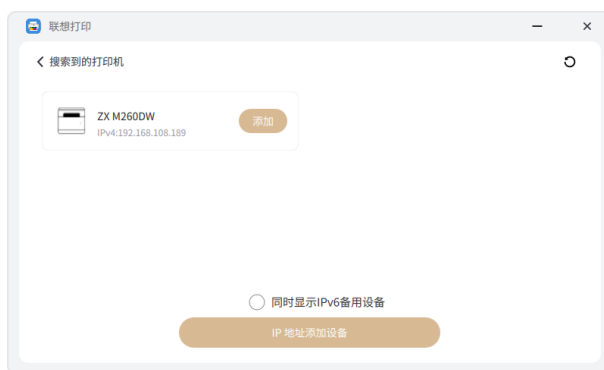 联想打印
搜索到的打印机
ZX M260DW
添加
IPv4:192.168.108.189
同时显示IPv6备用设备
IP 地址添加设备